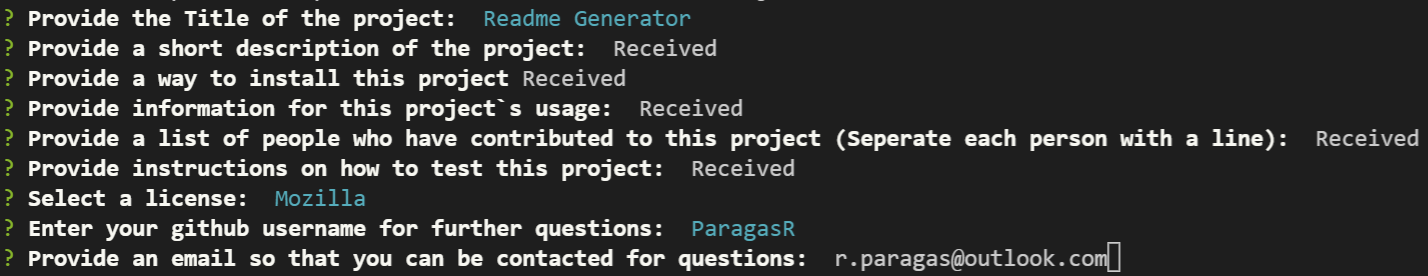 ? Provide the Title of the project:  Readme Generator
? Provide a short description of the project:  Received
? Provide a way to install this project Received
? Provide information for this project`s usage:  Received
? Provide a list of people who have contributed to this project (Seperate each person with a line):  Received
? Provide instructions on how to test this project:  Received
? Select a license:  Mozilla
? Enter your github username for further questions:  ParagasR
? Provide an email so that you can be contacted for questions:  r.paragas@outlook.com